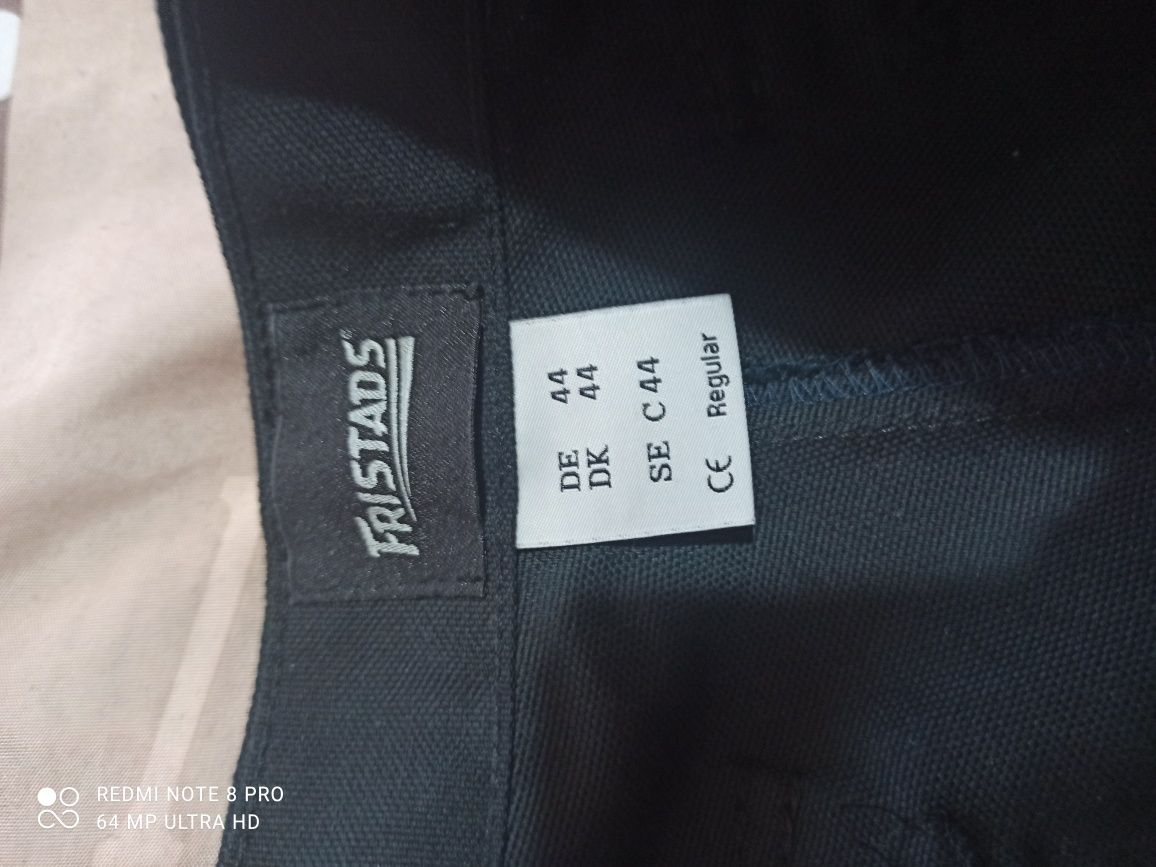 FRISTADS
DE 44
DK 44
SE C 44
CE Regular
REDMI NOTE 8 PRO
64 MP ULTRA HD